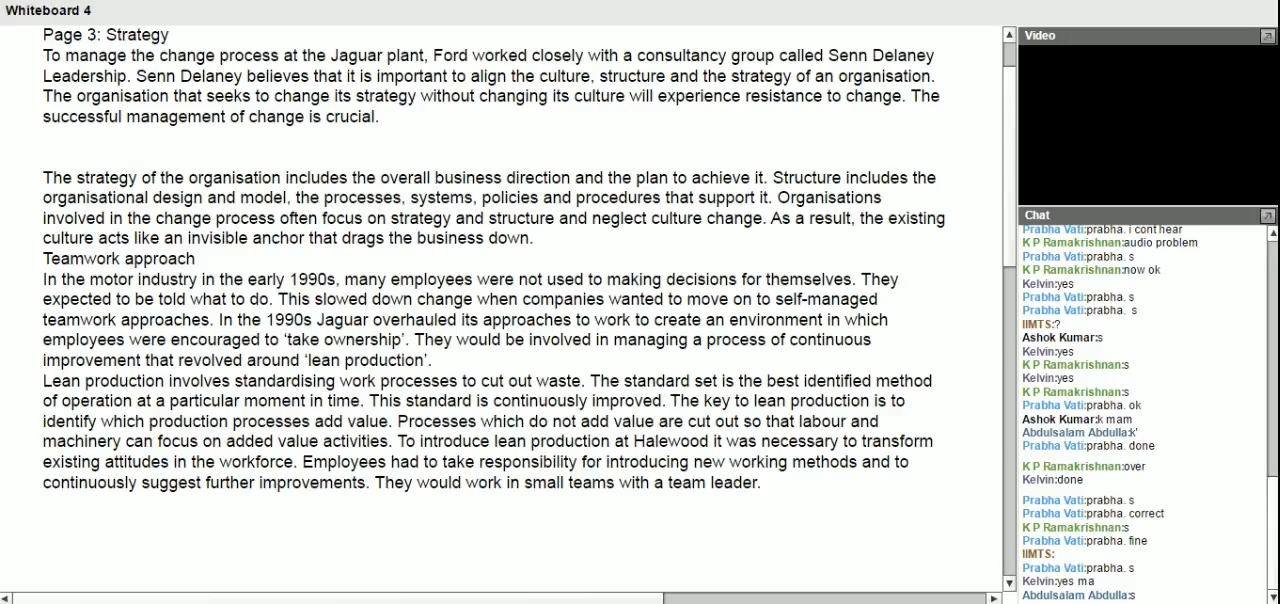 Whiteboard 4
Page 3: Strategy
To manage the change process at the Jaguar plant, Ford worked closely with a consultancy group called Senn Delaney
Leadership. Senn Delaney believes that it is important to align the culture, structure and the strategy of an organisation.
The organisation that seeks to change its strategy without changing its culture will experience resistance to change. The
successful management of change is crucial.
The strategy of the organisation includes the overall business direction and the plan to achieve it. Structure includes the
organisational design and model, the processes, systems, policies and procedures that support it. Organisations
involved in the change process often focus on strategy and structure and neglect culture change. As a result, the existing
culture acts like an invisible anchor that drags the business down.
Teamwork approach
In the motor industry in the early 1990s, many employees were not used to making decisions for themselves. They
expected to be told what to do. This slowed down change when companies wanted to move on to self-managed
teamwork approaches. In the 1990s Jaguar overhauled its approaches to work to create an environment in which
employees were encouraged to ‘take ownership’. They would be involved in managing a process of continuous
improvement that revolved around ‘lean production’.
Lean production involves standardising work processes to cut out waste. The standard set is the best identified method
of operation at a particular moment in time. This standard is continuously improved. The key to lean production is to
identify which production processes add value. Processes which do not add value are cut out so that labour and
machinery can focus on added value activities. To introduce lean production at Halewood it was necessary to transform
existing attitudes in the workforce. Employees had to take responsibility for introducing new working methods and to
continuously suggest further improvements. They would work in small teams with a team leader.
Video
Chat
Prabha Vati:prabha. i cont hear
K P Ramakrishnan:audio problem
Prabha Vati:prabha. s
K P Ramakrishnan:now ok
Kelvin:yes
Prabha Vati:prabha. s
Prabha Vati:prabha. s
IIMTS:?
Ashok Kumar:s
Kelvin:yes
K P Ramakrishnan:s
Kelvin:yes
K P Ramakrishnan:s
Prabha Vati:prabha. ok
Ashok Kumar:k mam
Abdulsalam Abdulla:k'
Prabha Vati:prabha. done
K P Ramakrishnan:over
Kelvin:done
Prabha Vati:prabha. s
Prabha Vati:prabha. correct
K P Ramakrishnan:s
Prabha Vati:prabha. fine
IIMTS:
Prabha Vati:prabha. s
Kelvin:yes ma
Abdulsalam Abdulla:s